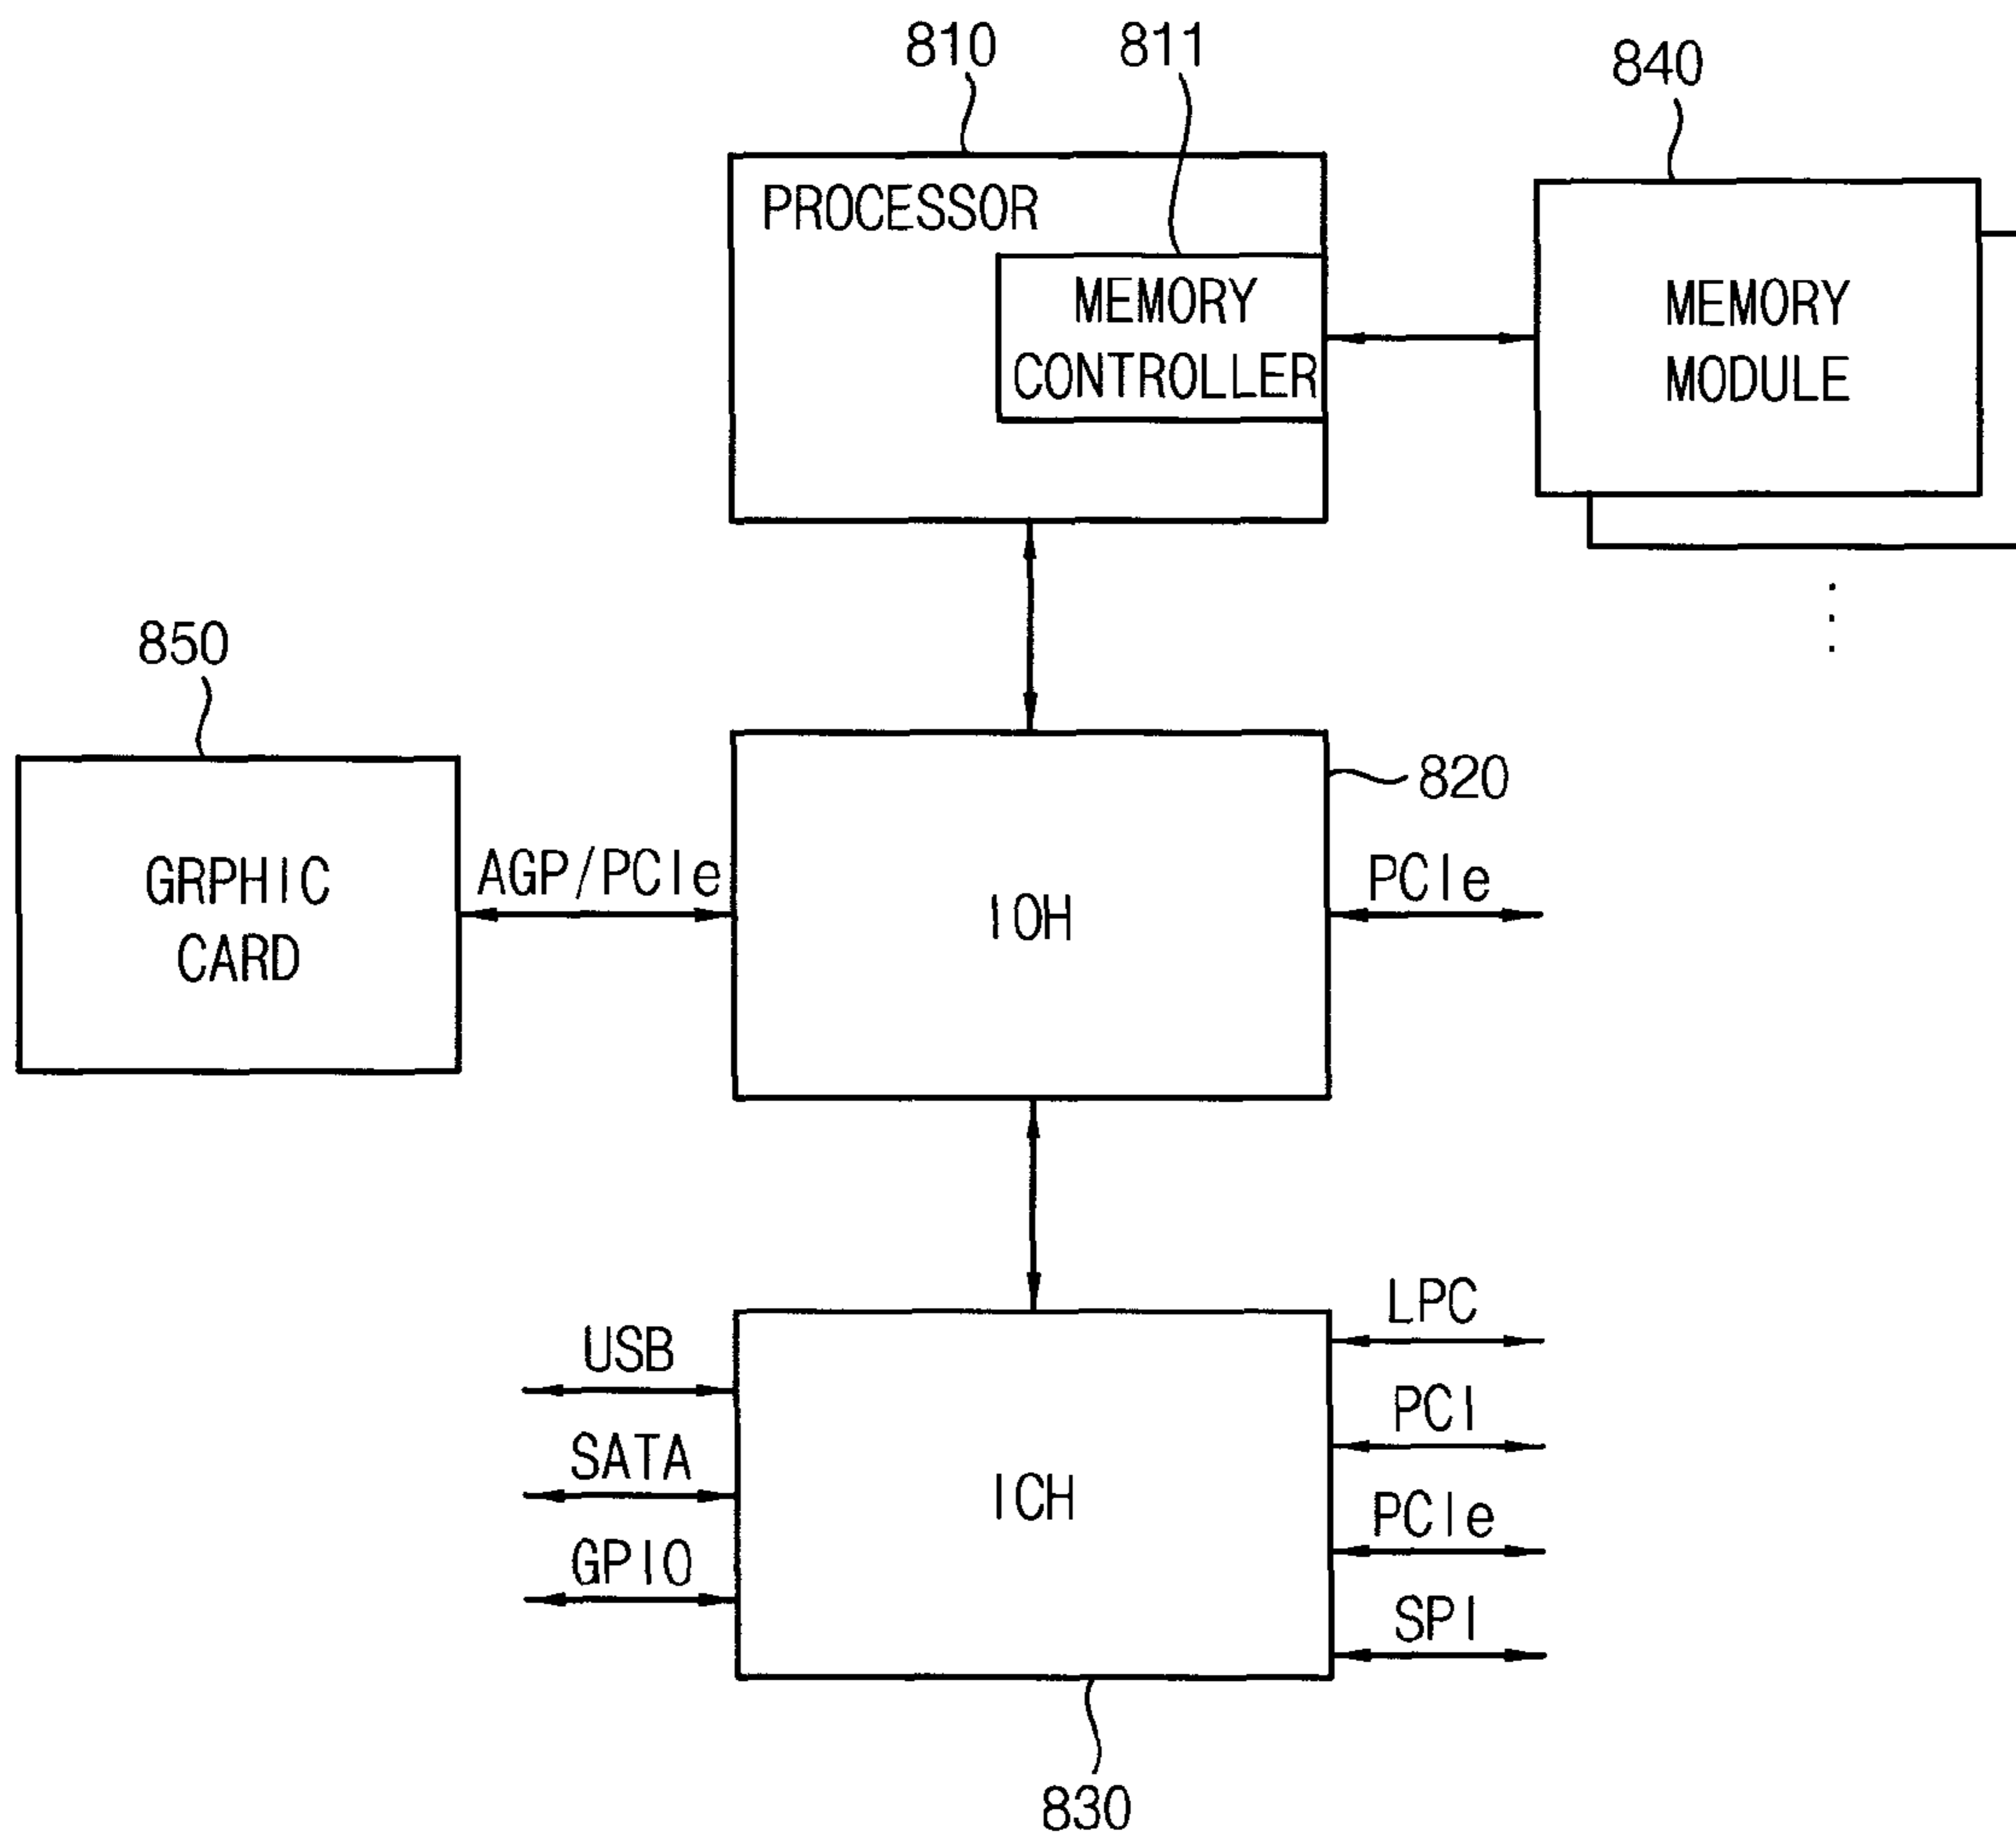 810
811
840
PROCESSOR
MEMORY
CONTROLLER
MEMORY
MODULE
850
820
GRPHIC
CARD
AGP/PCIe
IOH
PCIe
USB
SATA
GPIO
ICH
LPC
PCI
PCIe
SPI
830